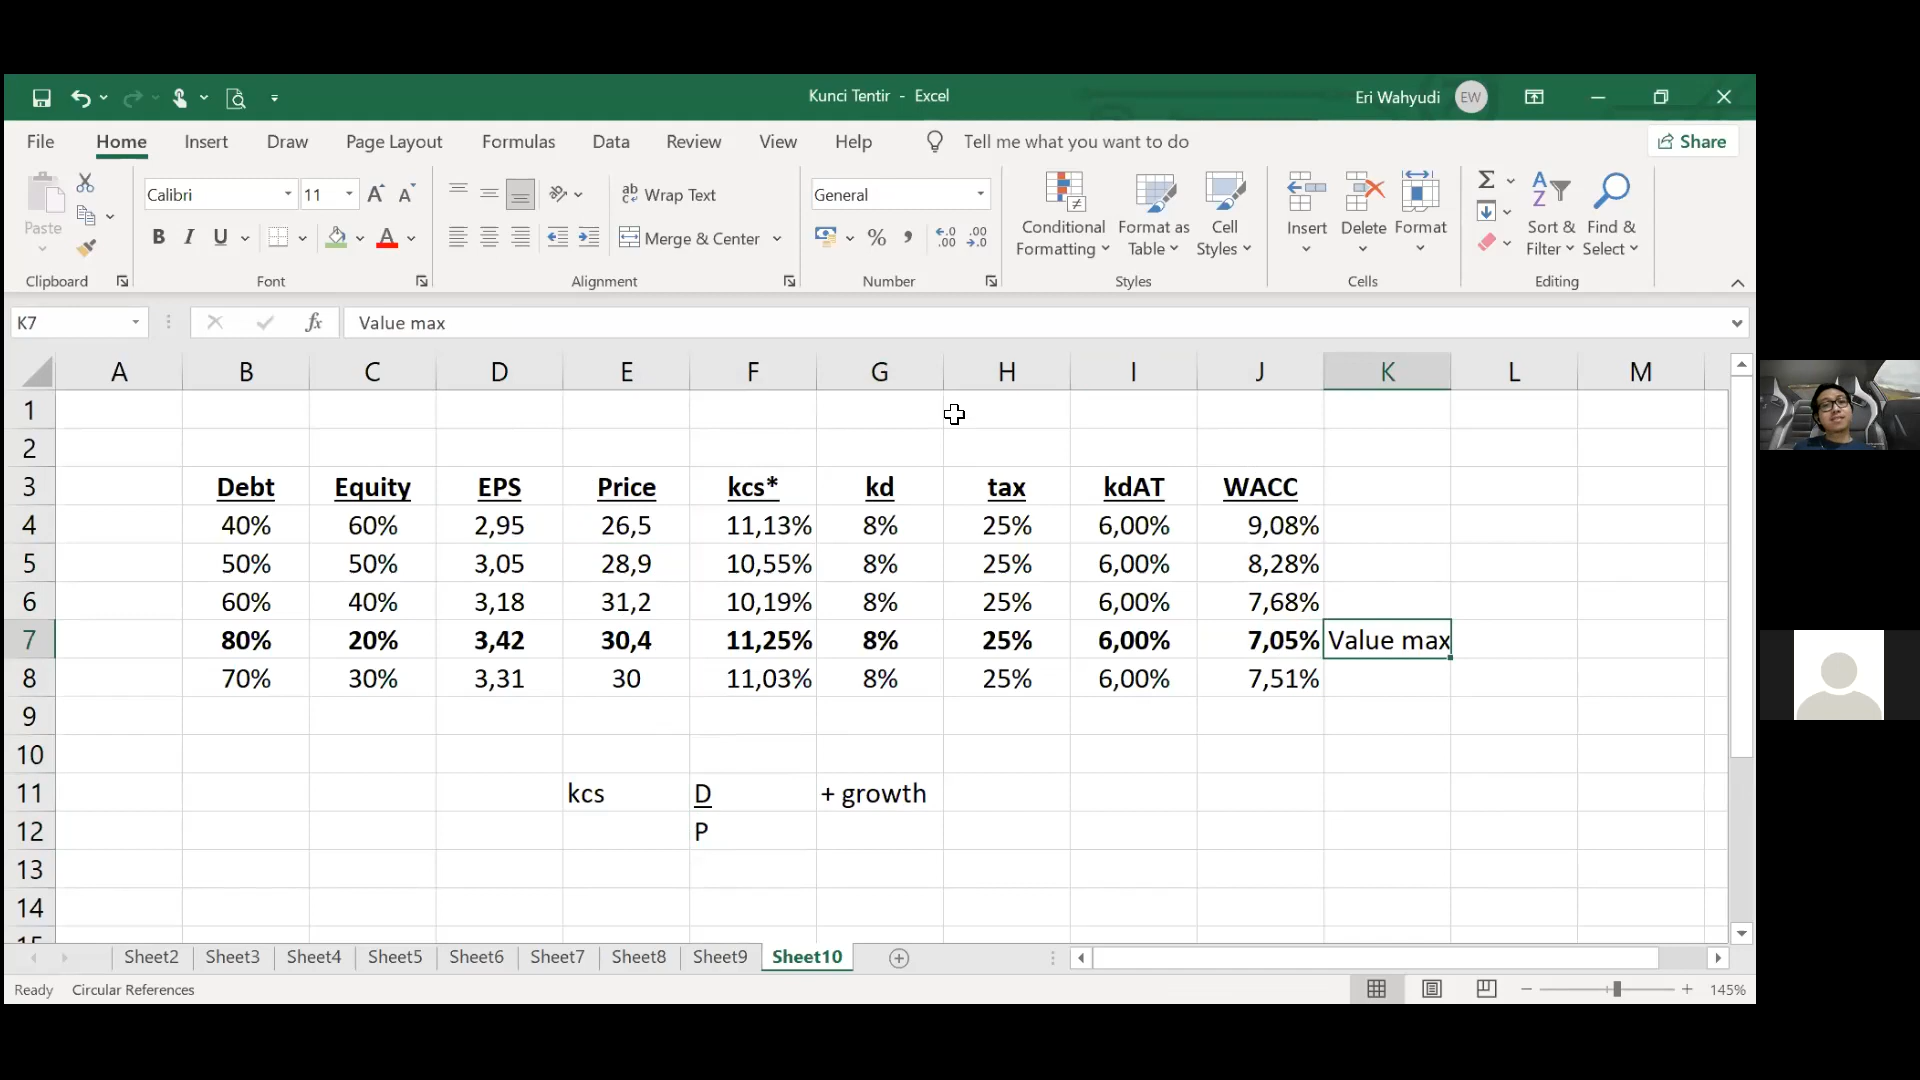 Kunci Tentir - Excel
Eri Wahyudi EW
File Home Insert Draw Page Layout Formulas Data Review View Help Tell me what you want to do Share
Paste
Calibri 11 A A
B I U A
ab Wrap Text
Merge & Center
General
% , .0 .00 .00 .0
Conditional Formatting
Format as Table
Cell Styles
Insert Delete Format
Sort & Filter
Find & Select
Clipboard Font Alignment Number Styles Cells Editing
K7 fx Value max
A B C D E F G H I J K L M
1
2
3 Debt Equity EPS Price kcs* kd tax kdAT WACC
4 40% 60% 2,95 26,5 11,13% 8% 25% 6,00% 9,08%
5 50% 50% 3,05 28,9 10,55% 8% 25% 6,00% 8,28%
6 60% 40% 3,18 31,2 10,19% 8% 25% 6,00% 7,68%
7 80% 20% 3,42 30,4 11,25% 8% 25% 6,00% 7,05% Value max
8 70% 30% 3,31 30 11,03% 8% 25% 6,00% 7,51%
9
10
11 kcs D + growth
12 P
13
14
15
Sheet2 Sheet3 Sheet4 Sheet5 Sheet6 Sheet7 Sheet8 Sheet9 Sheet10
Ready Circular References 145%